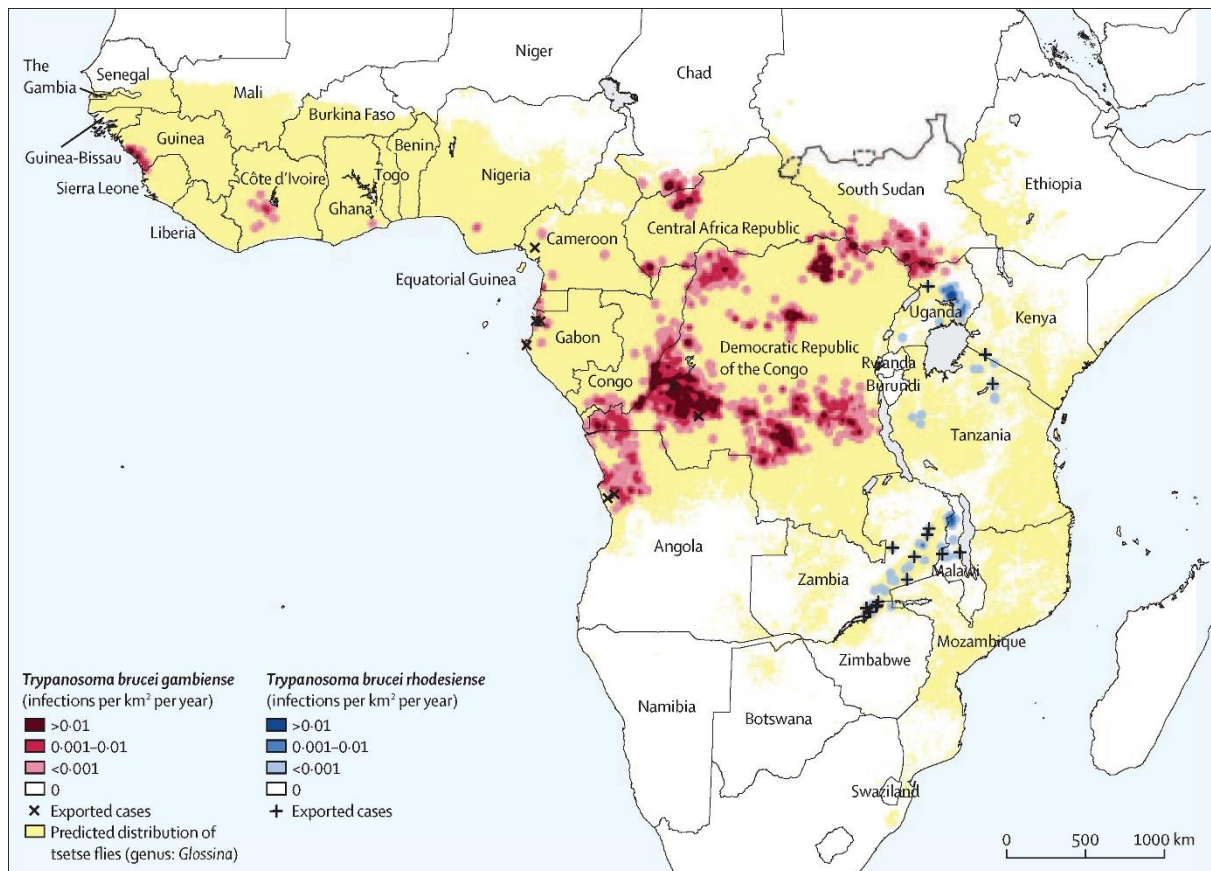 Niger
Chad
The
Gambia
Senegal
Mali
Burkina Faso
Guinea
Benin
Guinea-Bissau
Nigeria
Togo
Côte d'Ivoire
Ghana
Sierra Leone
Liberia
South Sudan
Ethiopia
Central Africa Republic
Cameroon
Equatorial Guinea
Uganda
Kenya
Gabon
Democratic Republic
of the Congo
Congo
Rwanda
Burundi
Tanzania
Angola
Zambia
Malawi
Mozambique
Zimbabwe
Namibia
Botswana
Swaziland
Trypanosoma brucei gambiense
(infections per km² per year)
>0·01
0·001–0·01
<0·001
0
Exported cases
Predicted distribution of
tsetse flies (genus: Glossina)
Trypanosoma brucei rhodesiense
(infections per km² per year)
>0·01
0·001–0·01
<0·001
0
Exported cases
0 500 1000 km